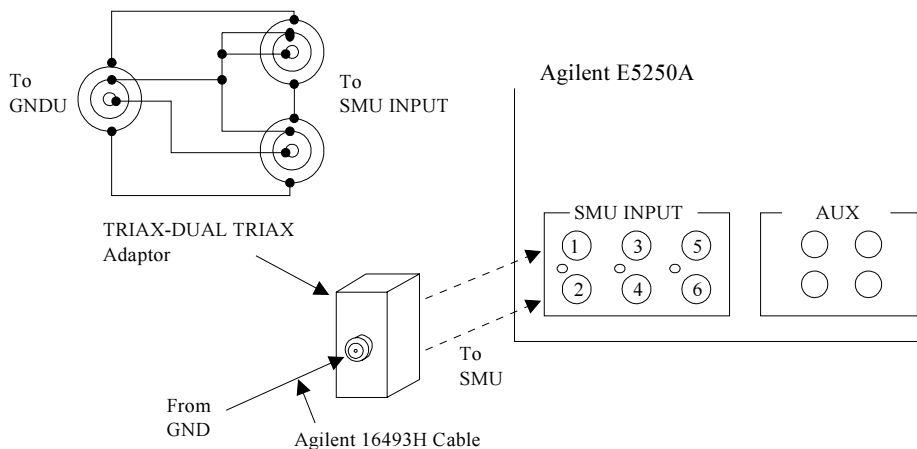 To
GNDU
To
SMU INPUT
Agilent E5250A
TRIAX-DUAL TRIAX
Adaptor
SMU INPUT
AUX
1
3
5
2
4
6
To
SMU
From
GND
Agilent 16493H Cable